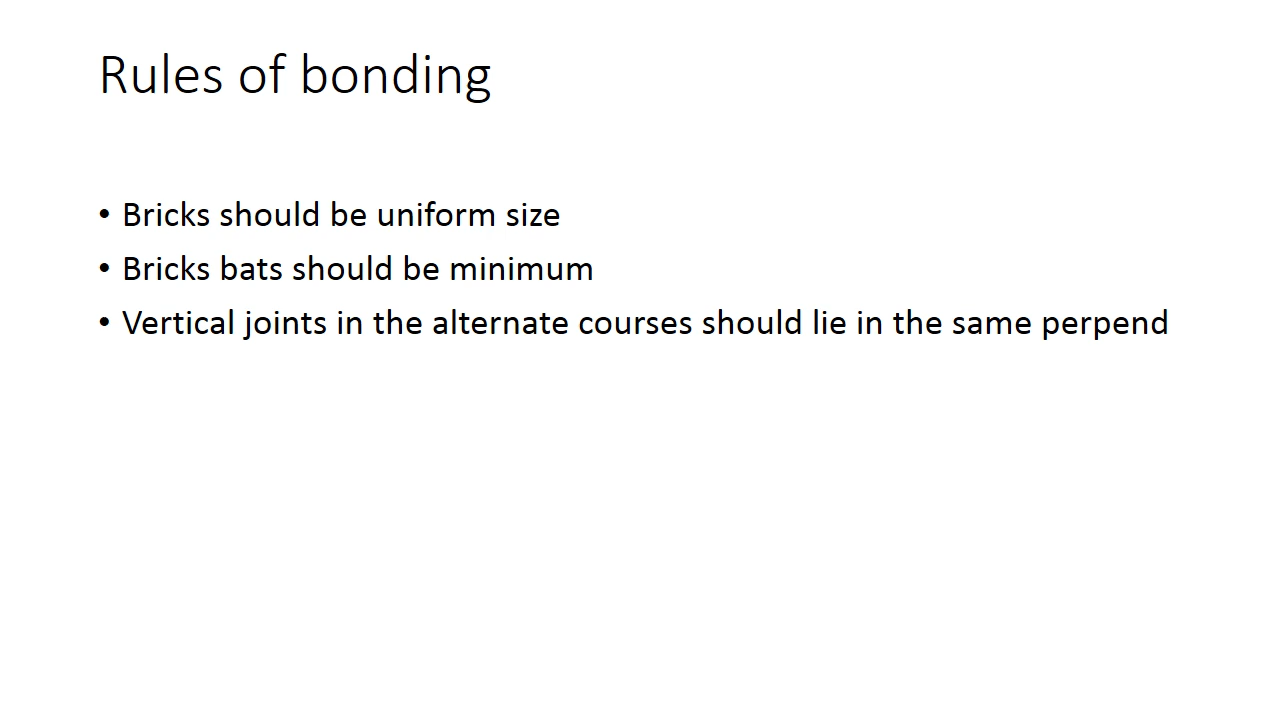 Rules of bonding
• Bricks should be uniform size
• Bricks bats should be minimum
• Vertical joints in the alternate courses should lie in the same perpend